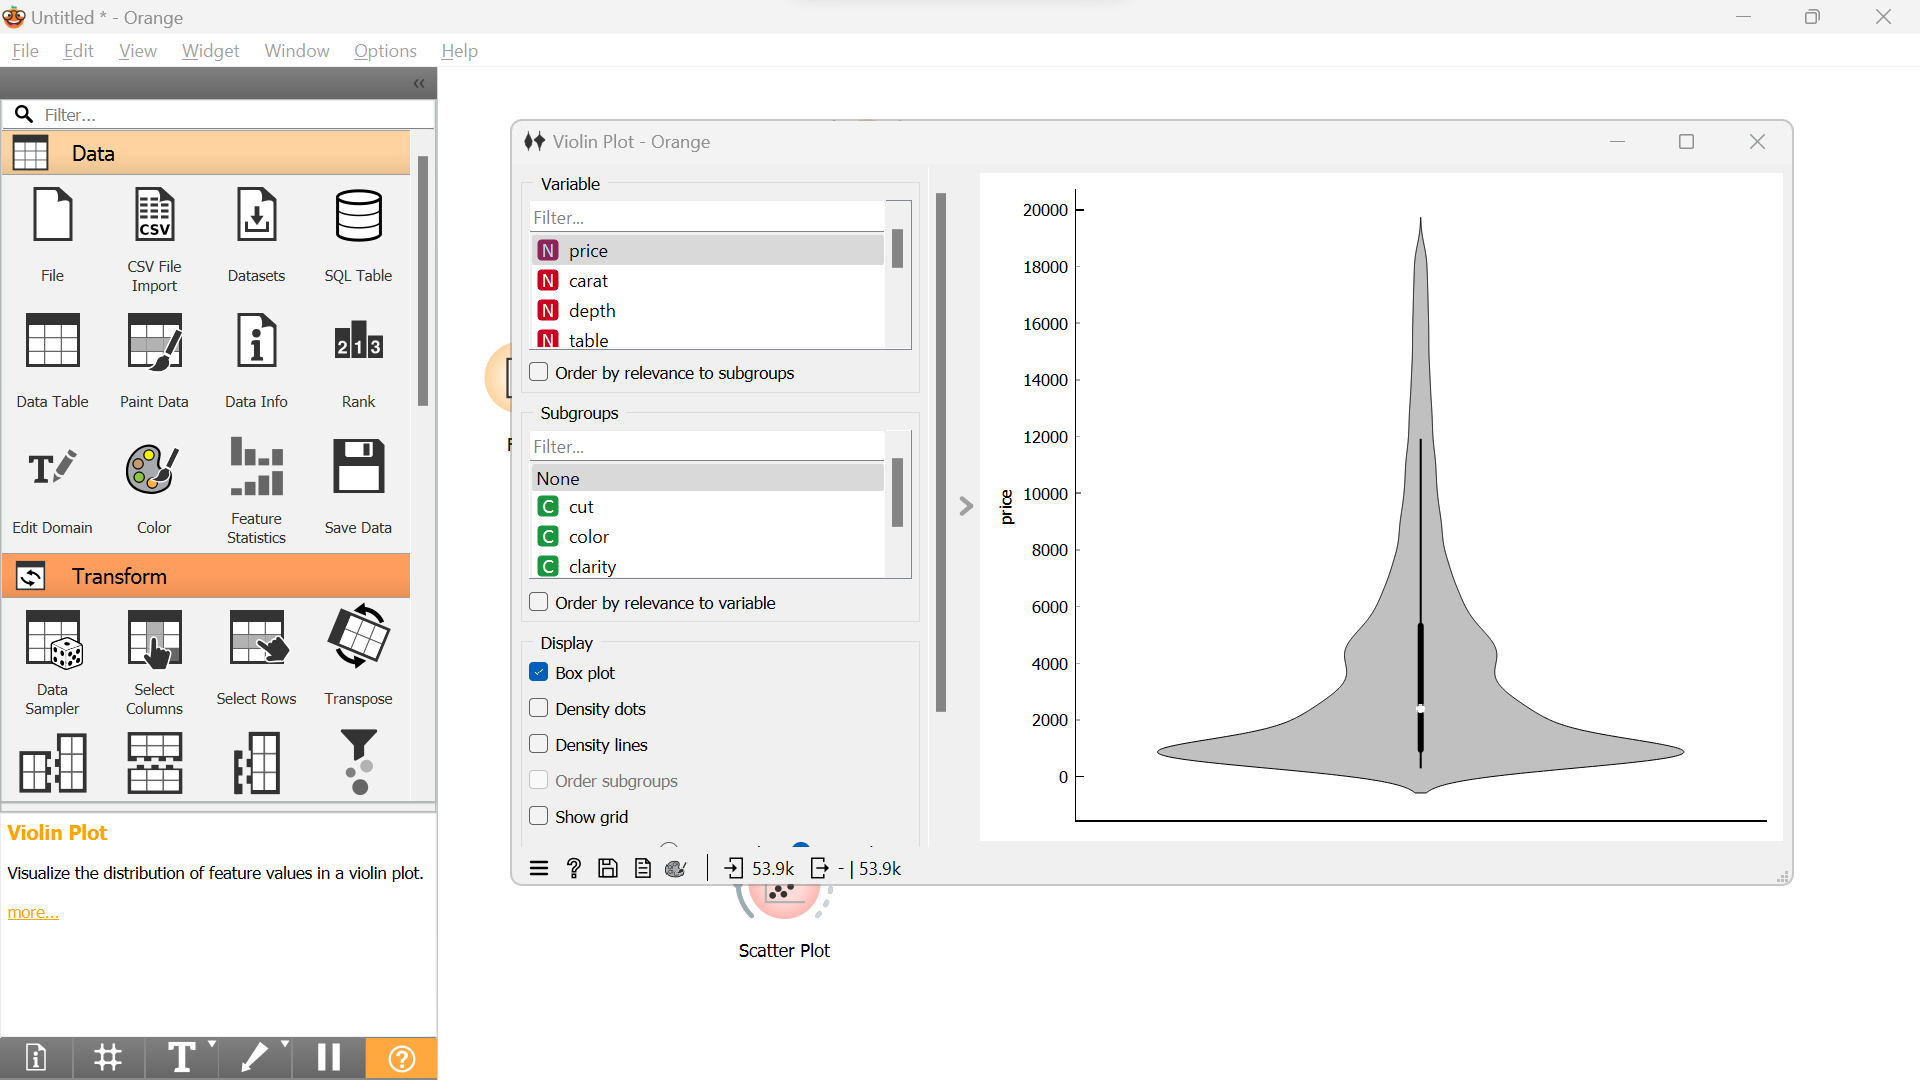 Untitled * - Orange
File Edit View Widget Window Options Help
Filter...
Data
File
CSV
CSV File Import
Datasets
SQL Table
Data Table
Paint Data
Data Info
2 1 3
Rank
T
Edit Domain
Color
Feature Statistics
Save Data
Transform
Data Sampler
Select Columns
Select Rows
Transpose
Violin Plot
Visualize the distribution of feature values in a violin plot.
more...
T
Violin Plot - Orange
Variable
Filter...
N price
N carat
N depth
N table
Order by relevance to subgroups
Subgroups
Filter...
None
C cut
C color
C clarity
Order by relevance to variable
Display
Box plot
Density dots
Density lines
Order subgroups
Show grid
53.9k - | 53.9k
price
20000
18000
16000
14000
12000
10000
8000
6000
4000
2000
0
Scatter Plot